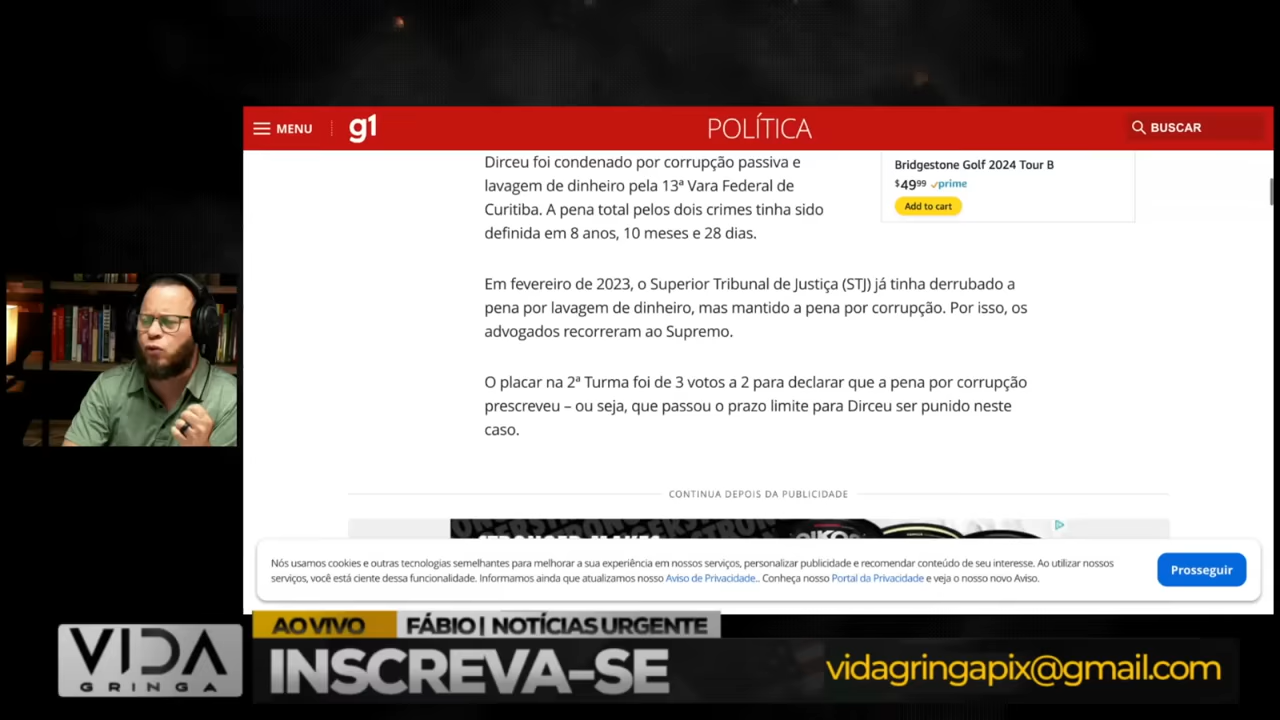 MENU
g1
POLÍTICA
BUSCAR
Dirceu foi condenado por corrupção passiva e
lavagem de dinheiro pela 13ª Vara Federal de
Curitiba. A pena total pelos dois crimes tinha sido
definida em 8 anos, 10 meses e 28 dias.
Bridgestone Golf 2024 Tour B
$49⁹⁹ prime
Add to cart
Em fevereiro de 2023, o Superior Tribunal de Justiça (STJ) já tinha derrubado a
pena por lavagem de dinheiro, mas mantido a pena por corrupção. Por isso, os
advogados recorreram ao Supremo.
O placar na 2ª Turma foi de 3 votos a 2 para declarar que a pena por corrupção
prescreveu – ou seja, que passou o prazo limite para Dirceu ser punido neste
caso.
CONTINUA DEPOIS DA PUBLICIDADE
OIKOS
Nós usamos cookies e outras tecnologias semelhantes para melhorar a sua experiência em nossos serviços, personalizar publicidade e recomendar conteúdo de seu interesse. Ao utilizar nossos
serviços, você está ciente dessa funcionalidade. Informamos ainda que atualizamos nosso Aviso de Privacidade.. Conheça nosso Portal da Privacidade e veja o nosso novo Aviso.
Prosseguir
AO VIVO
FÁBIO | NOTÍCIAS URGENTE
VIDA
GRINGA
INSCREVA-SE
vidagringapix@gmail.com